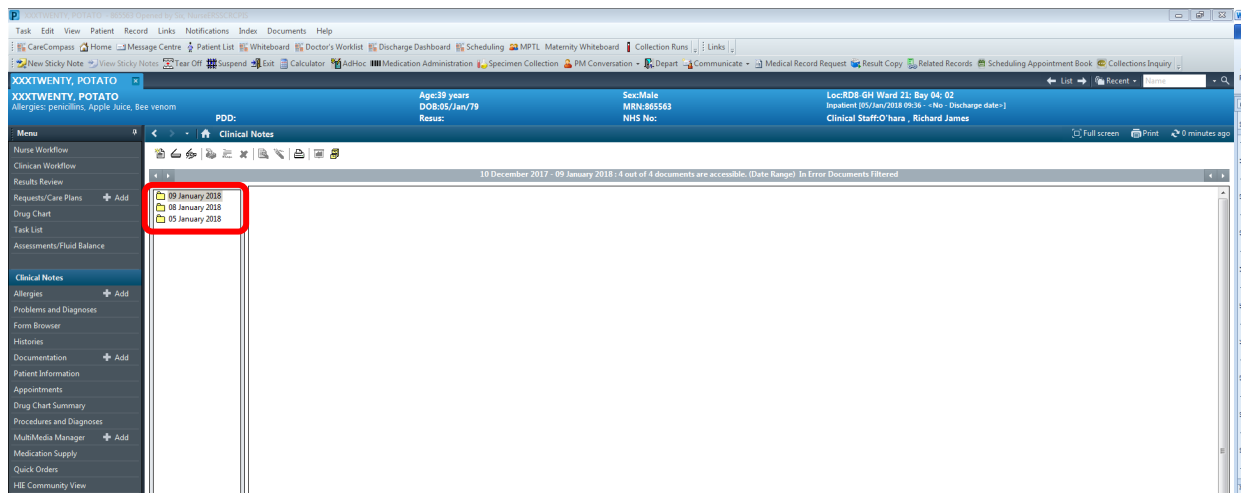 P XXXTWENTY, POTATO -
Task Edit View Patient Record Links Notifications Index Documents Help
CareCompass Home Message Centre Patient List Whiteboard Doctor's Worklist Discharge Dashboard Scheduling MPTL Maternity Whiteboard Collection Runs Links
New Sticky Note View Sticky Notes Tear Off Suspend Exit Calculator AdHoc Medication Administration Specimen Collection PM Conversation Depart Communicate Medical Record Request Result Copy Related Records Scheduling Appointment Book Collections Inquiry
XXXTWENTY, POTATO List Recent Name
XXXTWENTY, POTATO Age:39 years Sex:Male Loc:RD8-GH Ward 21; Bay 04; 02
Allergies: penicillins, Apple Juice, Bee venom DOB:05/Jan/79 MRN:865563 Inpatient [05/Jan/2018 09:36 - <No - Discharge date>]
PDD: Resus: NHS No: Clinical Staff:O'hara , Richard James
Menu Clinical Notes Full screen Print 0 minutes ago
Nurse Workflow
Clinican Workflow
Results Review
10 December 2017 - 09 January 2018 : 4 out of 4 documents are accessible. (Date Range) In Error Documents Filtered
Requests/Care Plans + Add
Drug Chart
Task List
Assessments/Fluid Balance
09 January 2018
08 January 2018
05 January 2018
Clinical Notes
Allergies + Add
Problems and Diagnoses
Form Browser
Histories
Documentation + Add
Patient Information
Appointments
Drug Chart Summary
Procedures and Diagnoses
MultiMedia Manager + Add
Medication Supply
Quick Orders
HIE Community View